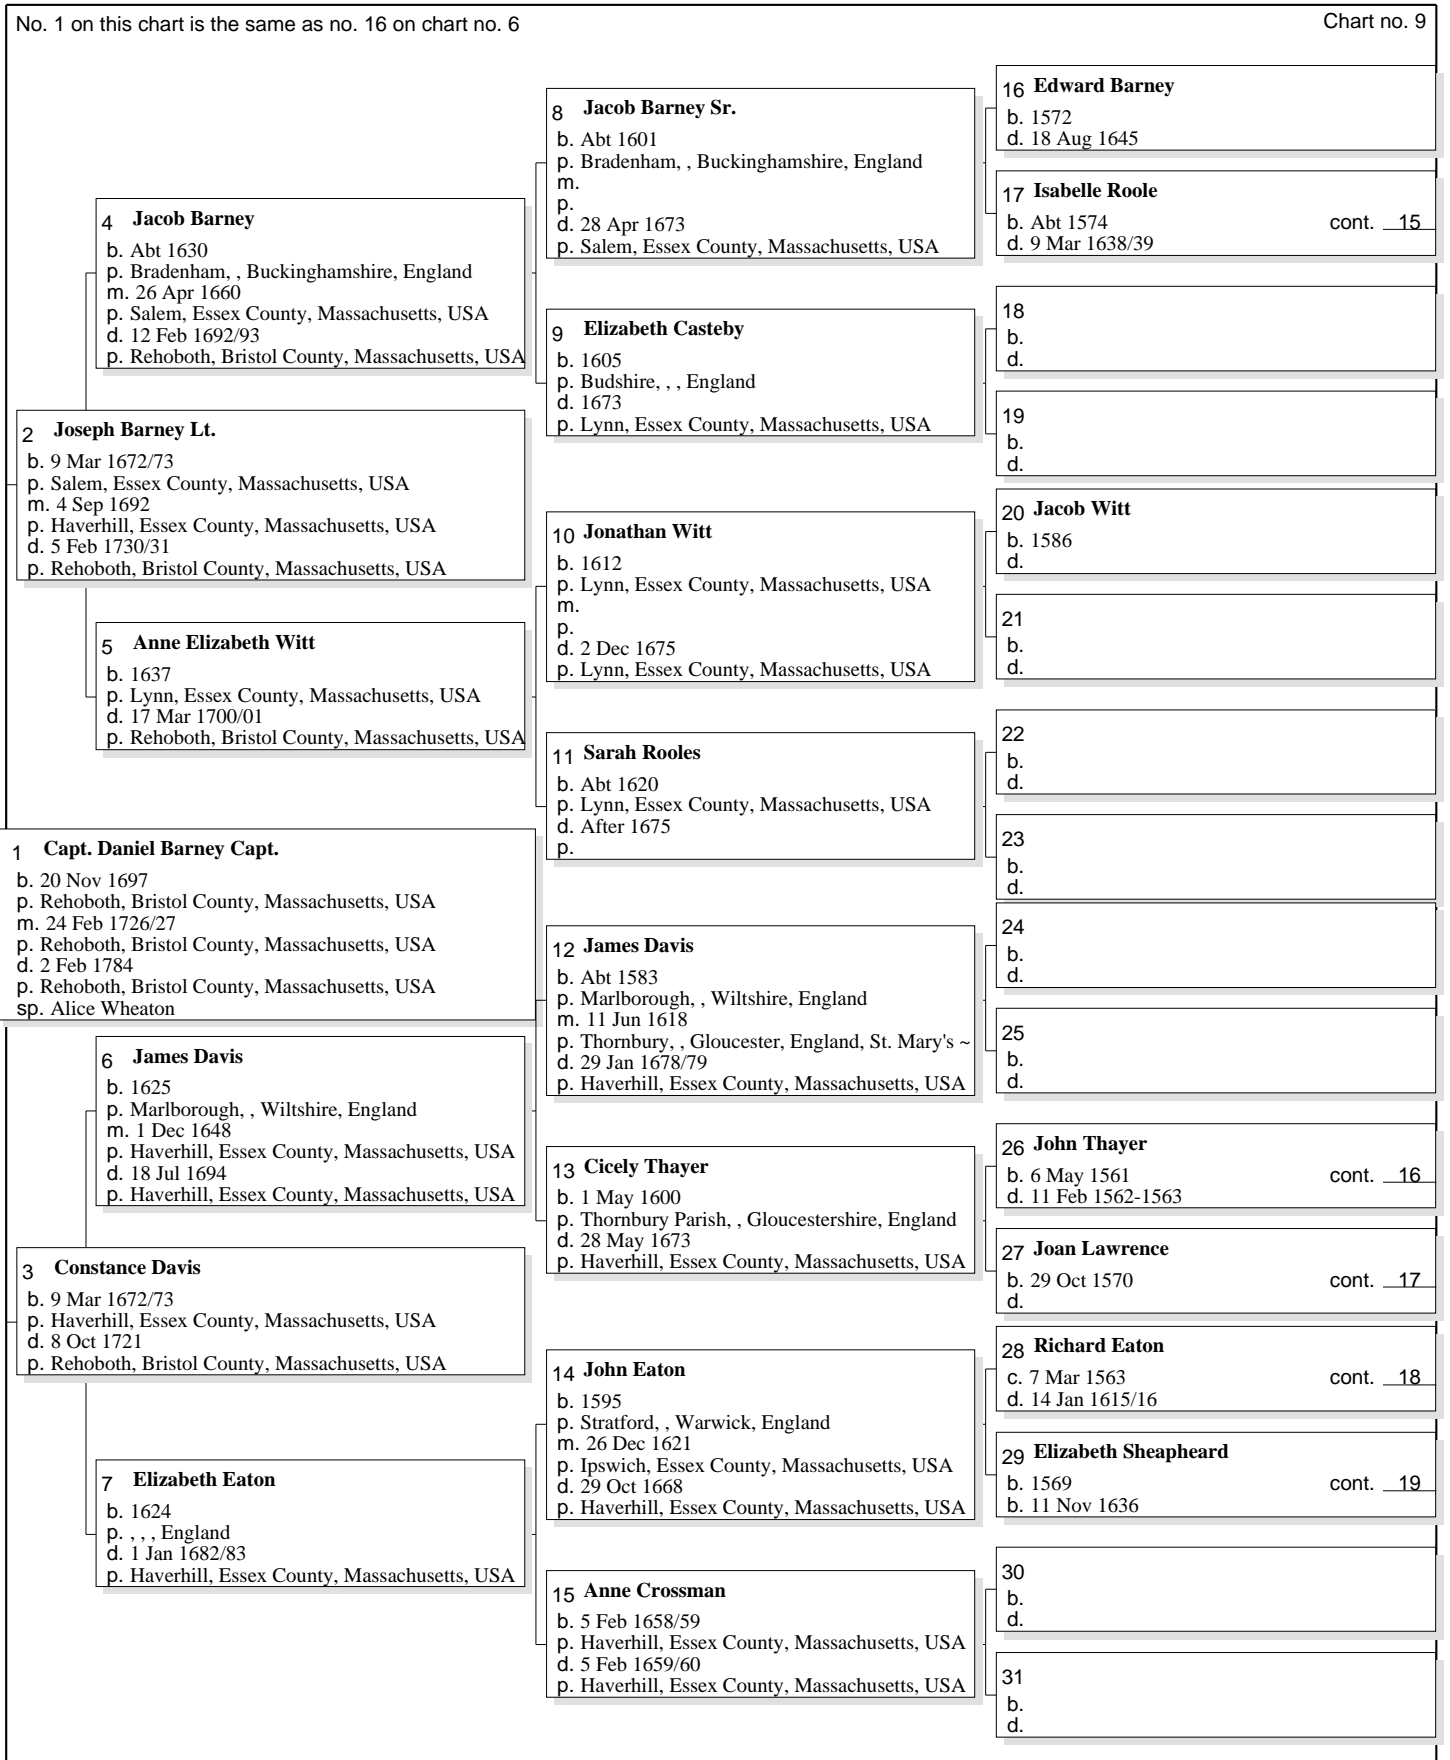 No. 1 on this chart is the same as no. 16 on chart no. 6
Chart no. 9
1 Capt. Daniel Barney Capt.
b. 20 Nov 1697
p. Rehoboth, Bristol County, Massachusetts, USA
m. 24 Feb 1726/27
p. Rehoboth, Bristol County, Massachusetts, USA
d. 2 Feb 1784
p. Rehoboth, Bristol County, Massachusetts, USA
sp. Alice Wheaton
2 Joseph Barney Lt.
b. 9 Mar 1672/73
p. Salem, Essex County, Massachusetts, USA
m. 4 Sep 1692
p. Haverhill, Essex County, Massachusetts, USA
d. 5 Feb 1730/31
p. Rehoboth, Bristol County, Massachusetts, USA
3 Constance Davis
b. 9 Mar 1672/73
p. Haverhill, Essex County, Massachusetts, USA
d. 8 Oct 1721
p. Rehoboth, Bristol County, Massachusetts, USA
4 Jacob Barney
b. Abt 1630
p. Bradenham, , Buckinghamshire, England
m. 26 Apr 1660
p. Salem, Essex County, Massachusetts, USA
d. 12 Feb 1692/93
p. Rehoboth, Bristol County, Massachusetts, USA
5 Anne Elizabeth Witt
b. 1637
p. Lynn, Essex County, Massachusetts, USA
d. 17 Mar 1700/01
p. Rehoboth, Bristol County, Massachusetts, USA
6 James Davis
b. 1625
p. Marlborough, , Wiltshire, England
m. 1 Dec 1648
p. Haverhill, Essex County, Massachusetts, USA
d. 18 Jul 1694
p. Haverhill, Essex County, Massachusetts, USA
7 Elizabeth Eaton
b. 1624
p. , , , England
d. 1 Jan 1682/83
p. Haverhill, Essex County, Massachusetts, USA
8 Jacob Barney Sr.
b. Abt 1601
p. Bradenham, , Buckinghamshire, England
m.
p.
d. 28 Apr 1673
p. Salem, Essex County, Massachusetts, USA
9 Elizabeth Casteby
b. 1605
p. Budshire, , , England
d. 1673
p. Lynn, Essex County, Massachusetts, USA
10 Jonathan Witt
b. 1612
p. Lynn, Essex County, Massachusetts, USA
m.
p.
d. 2 Dec 1675
p. Lynn, Essex County, Massachusetts, USA
11 Sarah Rooles
b. Abt 1620
p. Lynn, Essex County, Massachusetts, USA
d. After 1675
p.
12 James Davis
b. Abt 1583
p. Marlborough, , Wiltshire, England
m. 11 Jun 1618
p. Thornbury, , Gloucester, England, St. Mary's ~
d. 29 Jan 1678/79
p. Haverhill, Essex County, Massachusetts, USA
13 Cicely Thayer
b. 1 May 1600
p. Thornbury Parish, , Gloucestershire, England
d. 28 May 1673
p. Haverhill, Essex County, Massachusetts, USA
14 John Eaton
b. 1595
p. Stratford, , Warwick, England
m. 26 Dec 1621
p. Ipswich, Essex County, Massachusetts, USA
d. 29 Oct 1668
p. Haverhill, Essex County, Massachusetts, USA
15 Anne Crossman
b. 5 Feb 1658/59
p. Haverhill, Essex County, Massachusetts, USA
d. 5 Feb 1659/60
p. Haverhill, Essex County, Massachusetts, USA
16 Edward Barney
b. 1572
d. 18 Aug 1645
17 Isabelle Roole
b. Abt 1574 cont. 15
d. 9 Mar 1638/39
18
b.
d.
19
b.
d.
20 Jacob Witt
b. 1586
d.
21
b.
d.
22
b.
d.
23
b.
d.
24
b.
d.
25
b.
d.
26 John Thayer
b. 6 May 1561 cont. 16
d. 11 Feb 1562-1563
27 Joan Lawrence
b. 29 Oct 1570 cont. 17
d.
28 Richard Eaton
c. 7 Mar 1563 cont. 18
d. 14 Jan 1615/16
29 Elizabeth Sheapheard
b. 1569 cont. 19
b. 11 Nov 1636
30
b.
d.
31
b.
d.